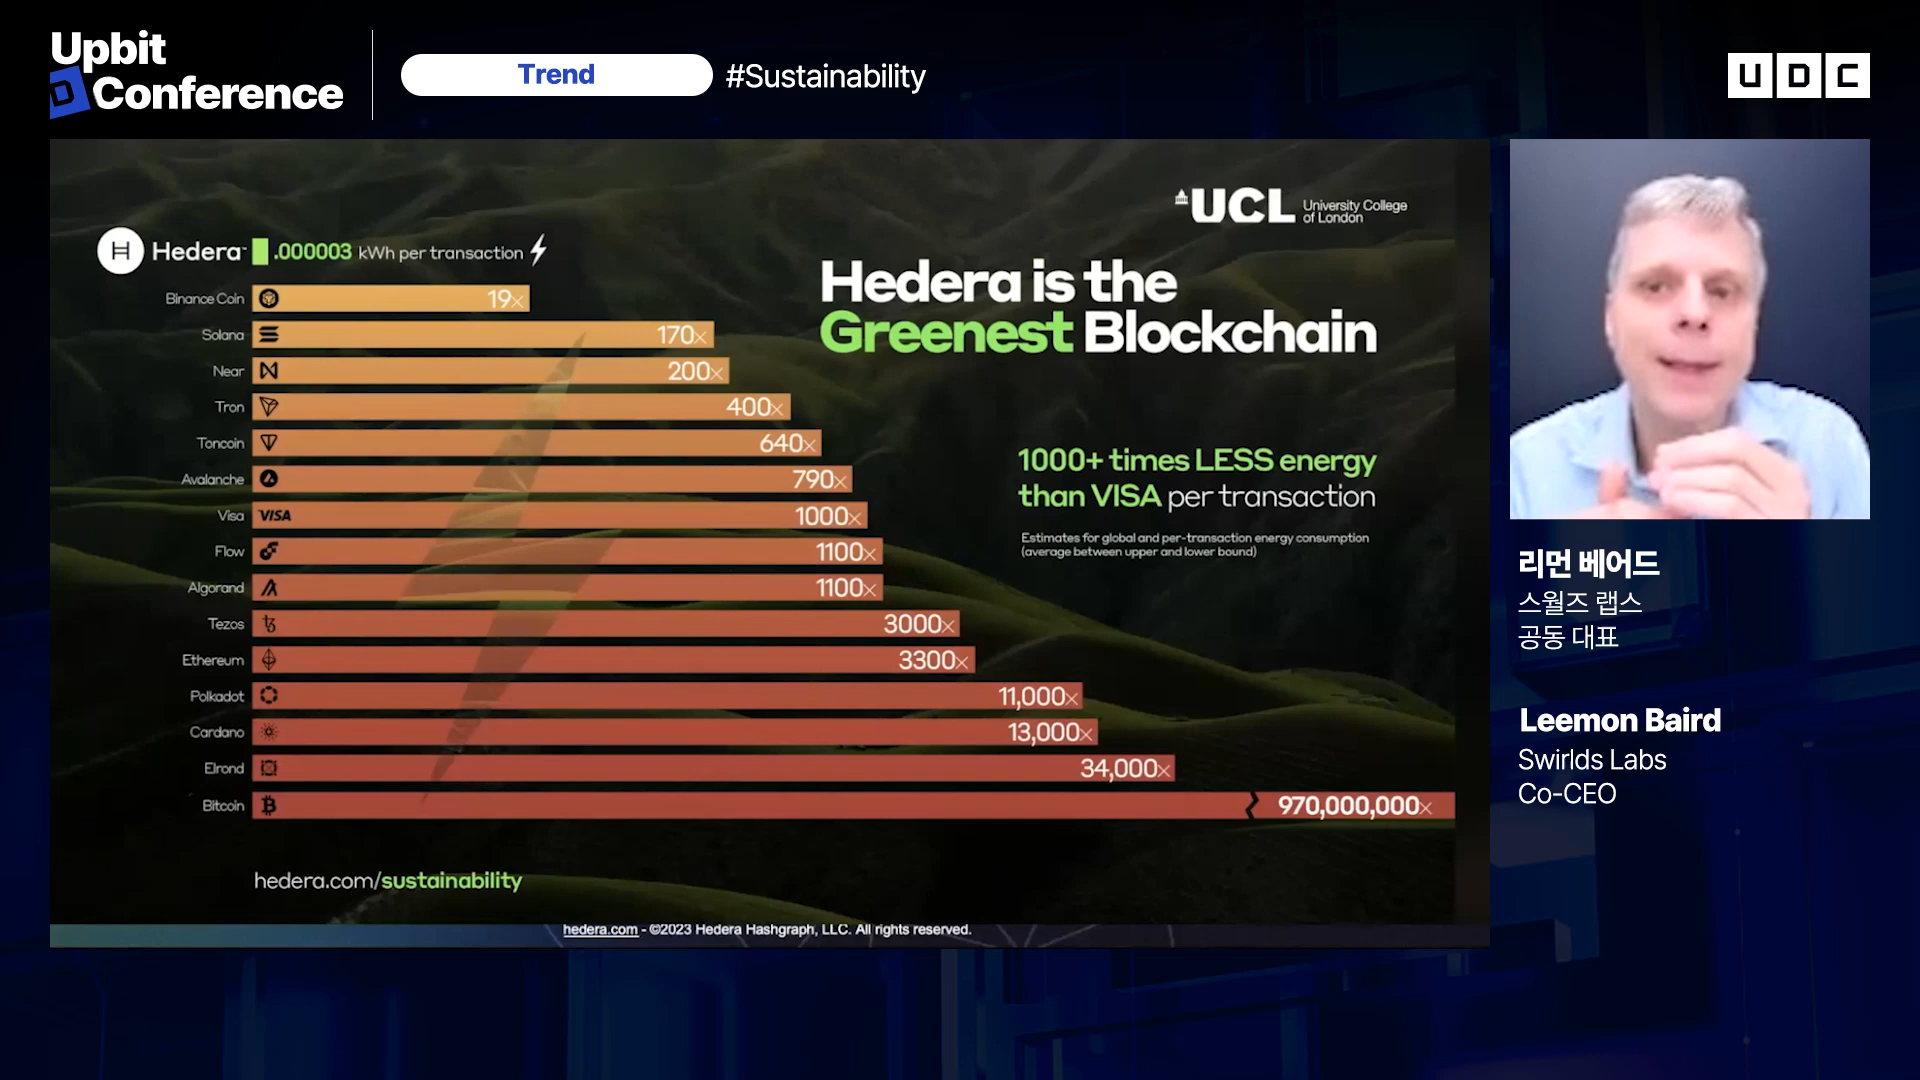 Upbit
D Conference
Trend
#Sustainability
UDC
UCL University College
of London
Hedera .000003 kWh per transaction
Hedera is the
Greenest Blockchain
Binance Coin 19x
Solana 170x
Near 200x
Tron 400x
Toncoin 640x
Avalanche 790x
Visa VISA 1000x
Flow 1100x
Algorand 1100x
Tezos 3000x
Ethereum 3300x
Polkadot 11,000x
Cardano 13,000x
Elrond 34,000x
Bitcoin 970,000,000x
1000+ times LESS energy
than VISA per transaction
Estimates for global and per-transaction energy consumption
(average between upper and lower bound)
hedera.com/sustainability
hedera.com - ©2023 Hedera Hashgraph, LLC. All rights reserved.
리먼 베어드
스월즈 랩스
공동 대표
Leemon Baird
Swirlds Labs
Co-CEO